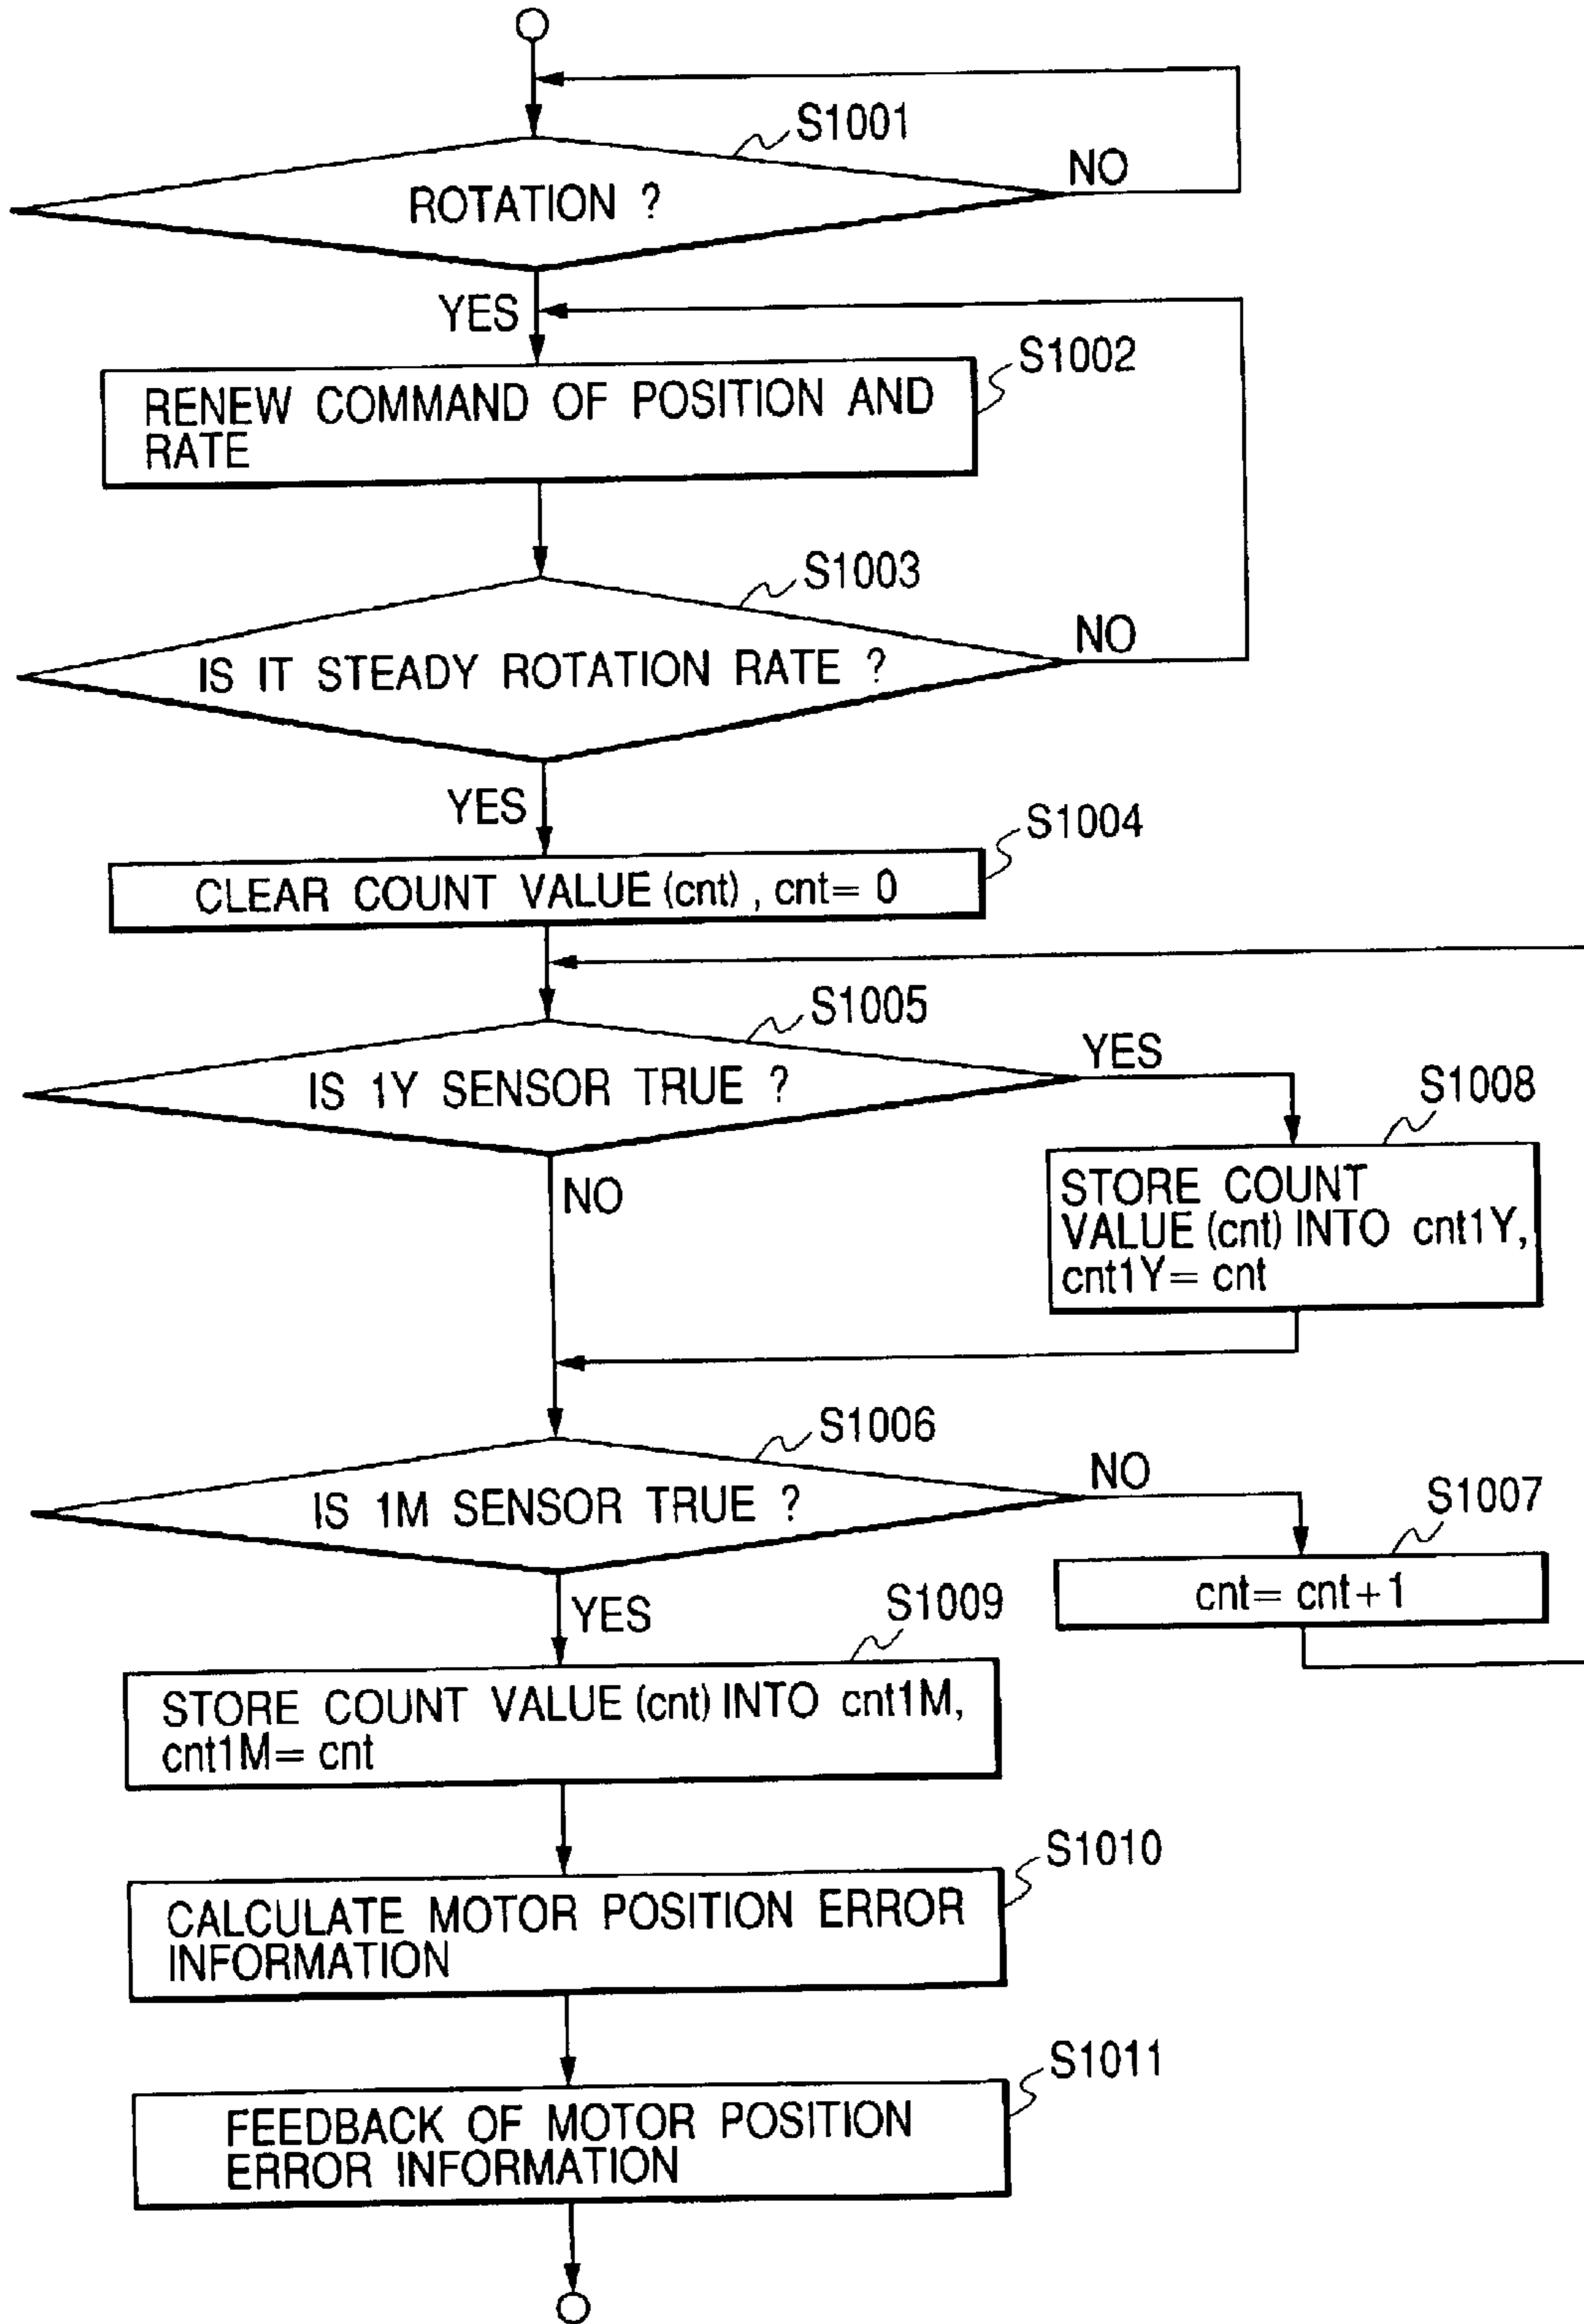 S1001
ROTATION ?
NO
YES
S1002
RENEW COMMAND OF POSITION AND
RATE
S1003
IS IT STEADY ROTATION RATE ?
NO
YES
S1004
CLEAR COUNT VALUE (cnt) , cnt= 0
S1005
IS 1Y SENSOR TRUE ?
YES
NO
S1008
STORE COUNT
VALUE (cnt) INTO cnt1Y,
cnt1Y= cnt
S1006
IS 1M SENSOR TRUE ?
NO
YES
S1007
cnt= cnt+1
S1009
STORE COUNT VALUE (cnt) INTO cnt1M,
cnt1M= cnt
S1010
CALCULATE MOTOR POSITION ERROR
INFORMATION
S1011
FEEDBACK OF MOTOR POSITION
ERROR INFORMATION